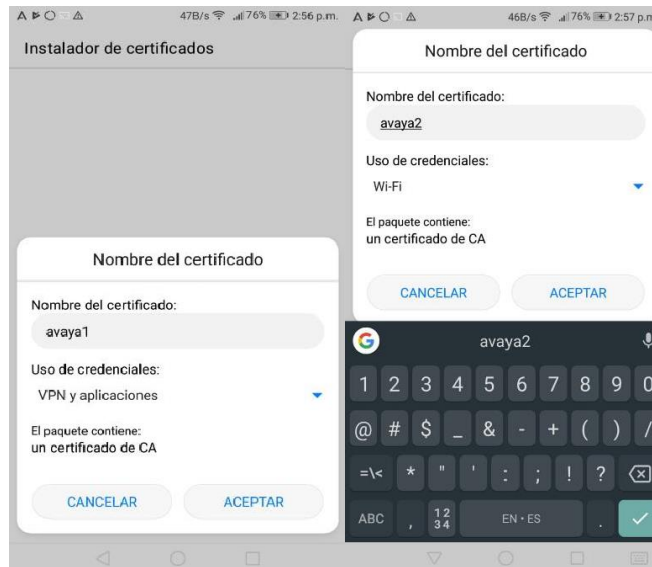 47B/s 76% 2:56 p.m.
Instalador de certificados
Nombre del certificado
Nombre del certificado:
avaya1
Uso de credenciales:
VPN y aplicaciones
El paquete contiene:
un certificado de CA
CANCELAR ACEPTAR
46B/s 76% 2:57 p.m
Nombre del certificado
Nombre del certificado:
avaya2
Uso de credenciales:
Wi-Fi
El paquete contiene:
un certificado de CA
CANCELAR ACEPTAR
G avaya2
1 2 3 4 5 6 7 8 9 0
@ # $ _ & - + ( ) /
=\< * " ' : ; ! ?
ABC , 12 34 EN • ES .